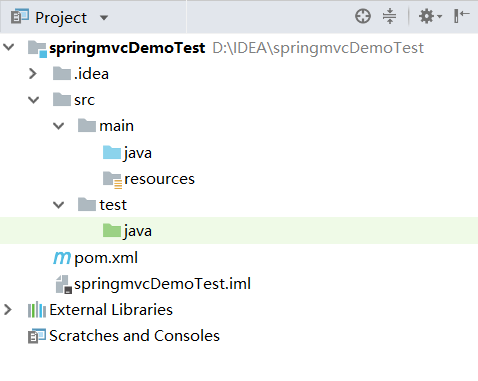 Project
springmvcDemoTest D:\IDEA\springmvcDemoTest
.idea
src
main
java
resources
test
java
pom.xml
springmvcDemoTest.iml
External Libraries
Scratches and Consoles